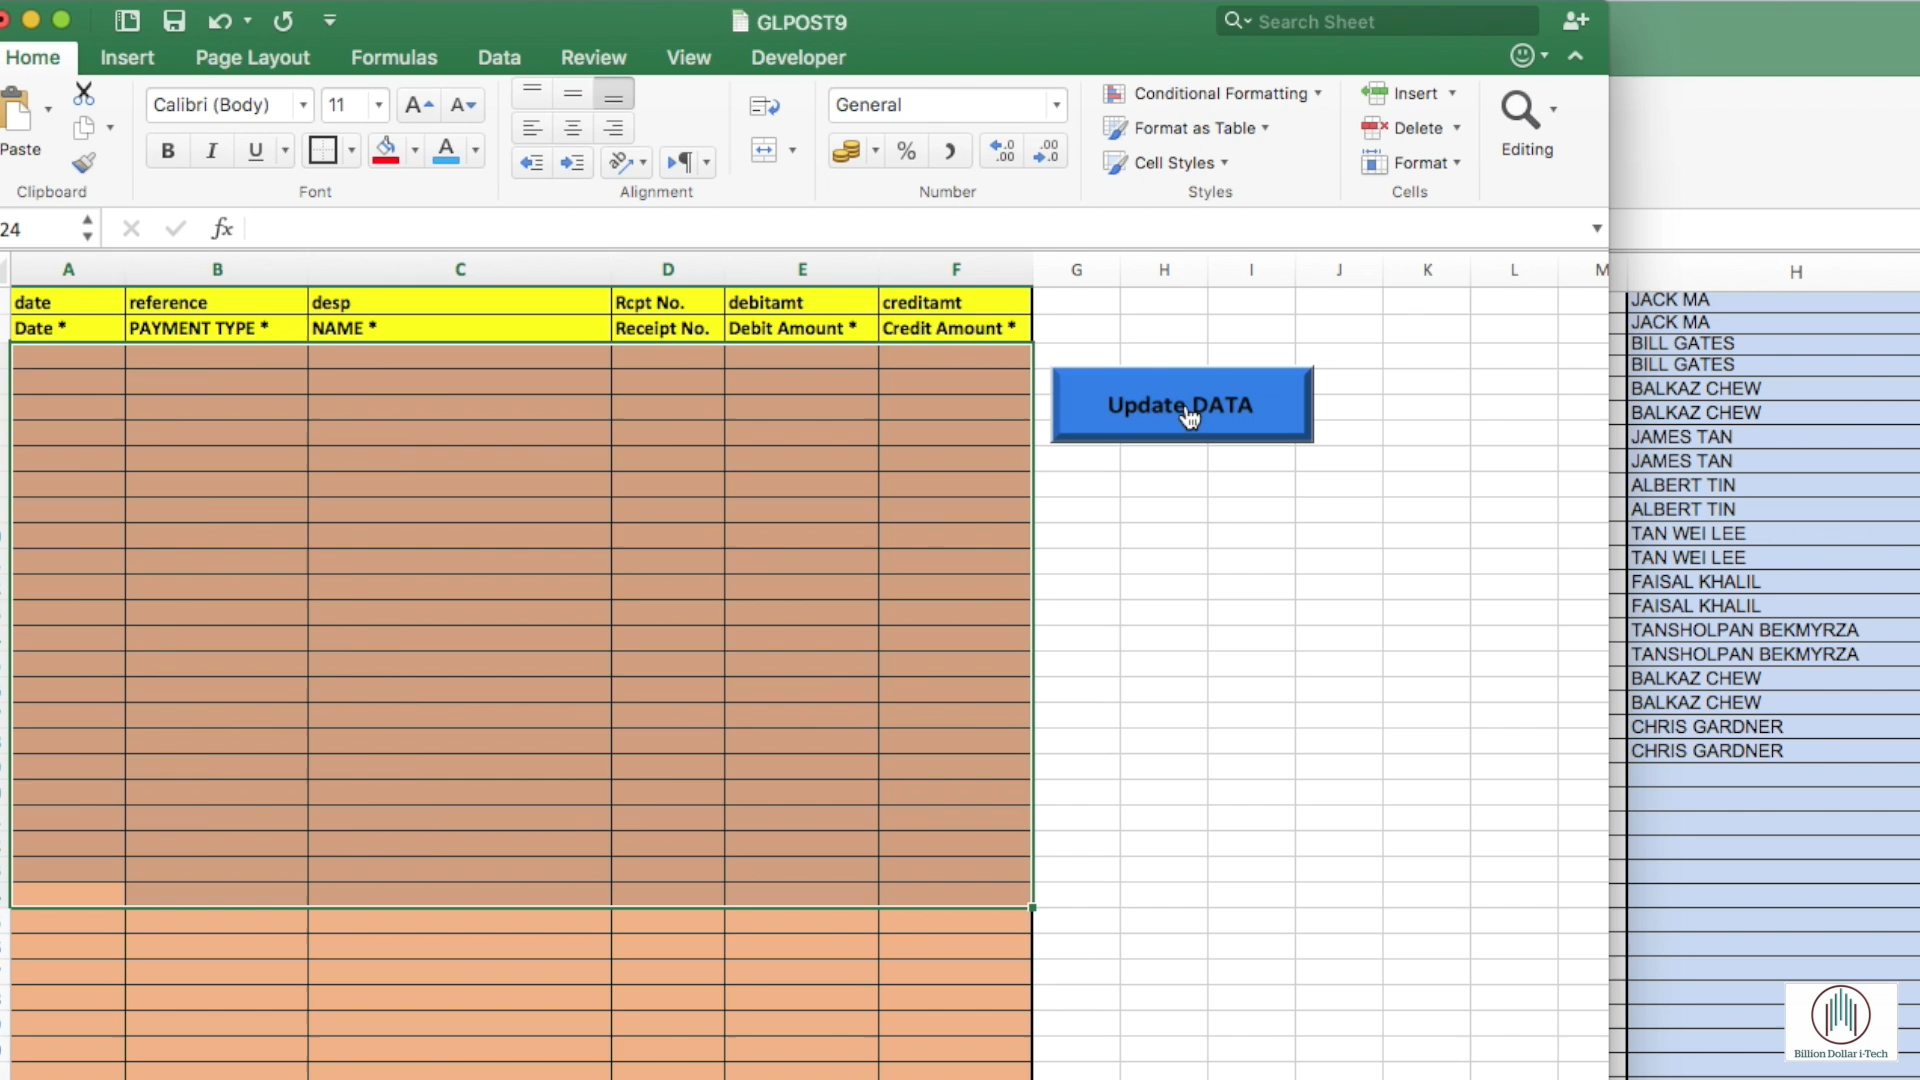 GLPOST9
Search Sheet
Home Insert Page Layout Formulas Data Review View Developer
Paste
Calibri (Body) 11
A A
General
Conditional Formatting
Format as Table
Cell Styles
Insert
Delete
Format
Editing
B I U A
%
Clipboard Font Alignment Number Styles Cells
24
fx
A B C D E F G H I J K L M
date reference desp Rcpt No. debitamt creditamt
Date * PAYMENT TYPE * NAME * Receipt No. Debit Amount * Credit Amount *
Update DATA
H
JACK MA
JACK MA
BILL GATES
BILL GATES
BALKAZ CHEW
BALKAZ CHEW
JAMES TAN
JAMES TAN
ALBERT TIN
ALBERT TIN
TAN WEI LEE
TAN WEI LEE
FAISAL KHALIL
FAISAL KHALIL
TANSHOLPAN BEKMYRZA
TANSHOLPAN BEKMYRZA
BALKAZ CHEW
BALKAZ CHEW
CHRIS GARDNER
CHRIS GARDNER
Billion Dollar i-Tech